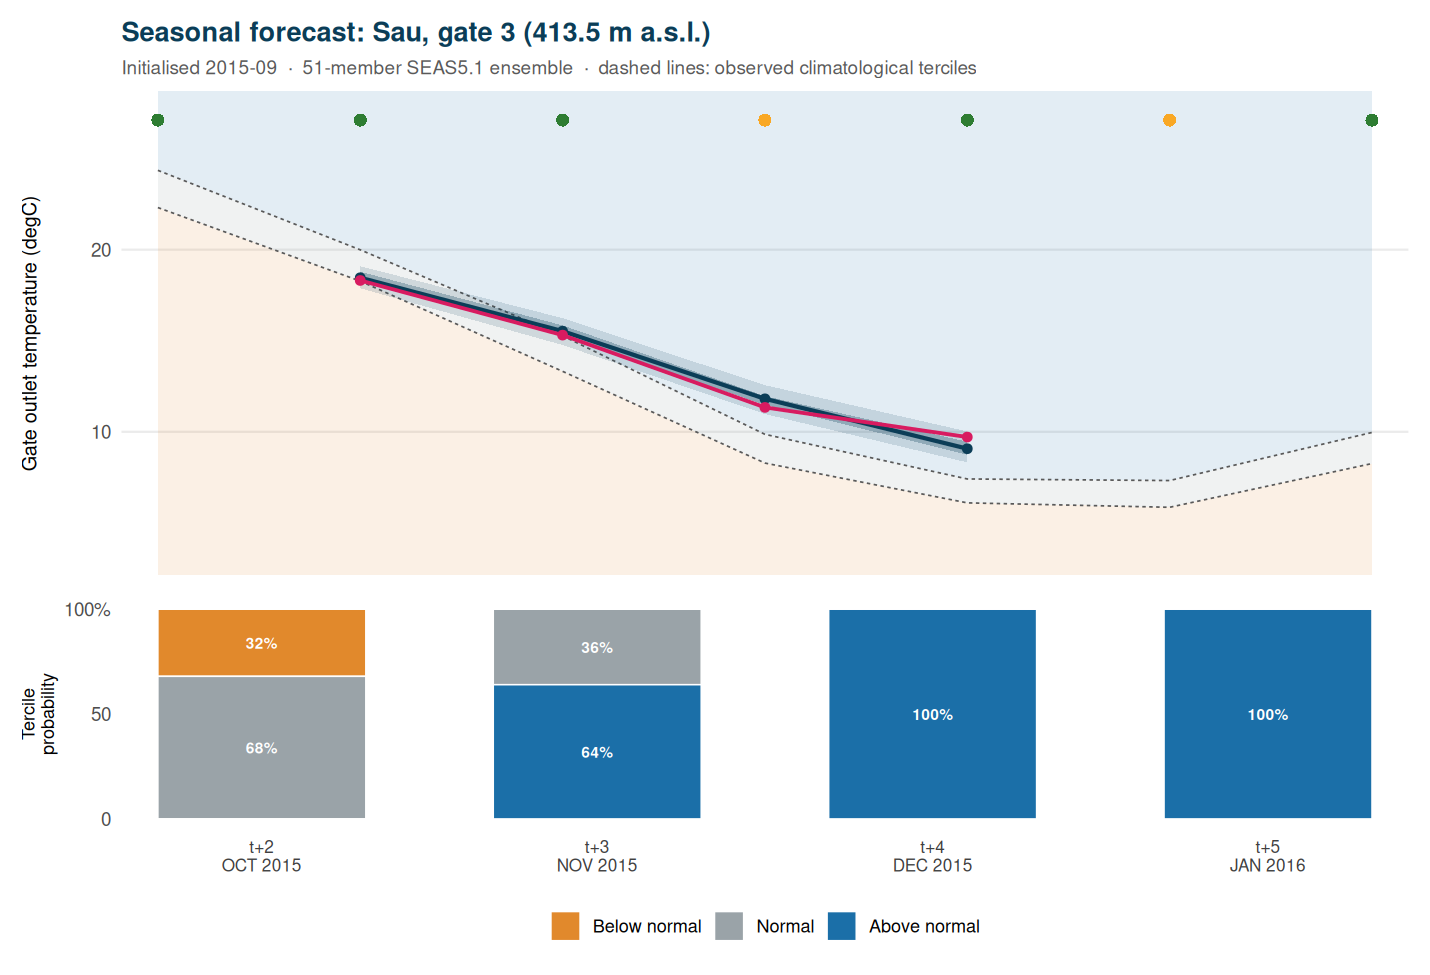 Seasonal forecast: Sau, gate 3 (413.5 m a.s.l.)
Initialised 2015-09 · 51-member SEAS5.1 ensemble · dashed lines: observed climatological terciles
Gate outlet temperature (degC)
20
10
Tercile
probability
100%
50
0
32%
68%
36%
64%
100%
100%
t+2
OCT 2015
t+3
NOV 2015
t+4
DEC 2015
t+5
JAN 2016
Below normal
Normal
Above normal